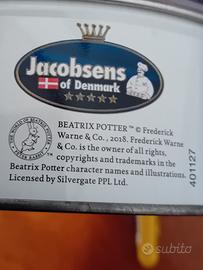 Jacobsens
of Denmark
BEATRIX POTTER™ © Frederick
Warne & Co., 2018. Frederick Warne
& Co. is the owner of all rights,
copyrights and trademarks in the
Beatrix Potter character names and illustrations.
Licensed by Silvergate PPL Ltd.
THE WORLD OF BEATRIX POTTER
PETER RABBIT™
401127
subito